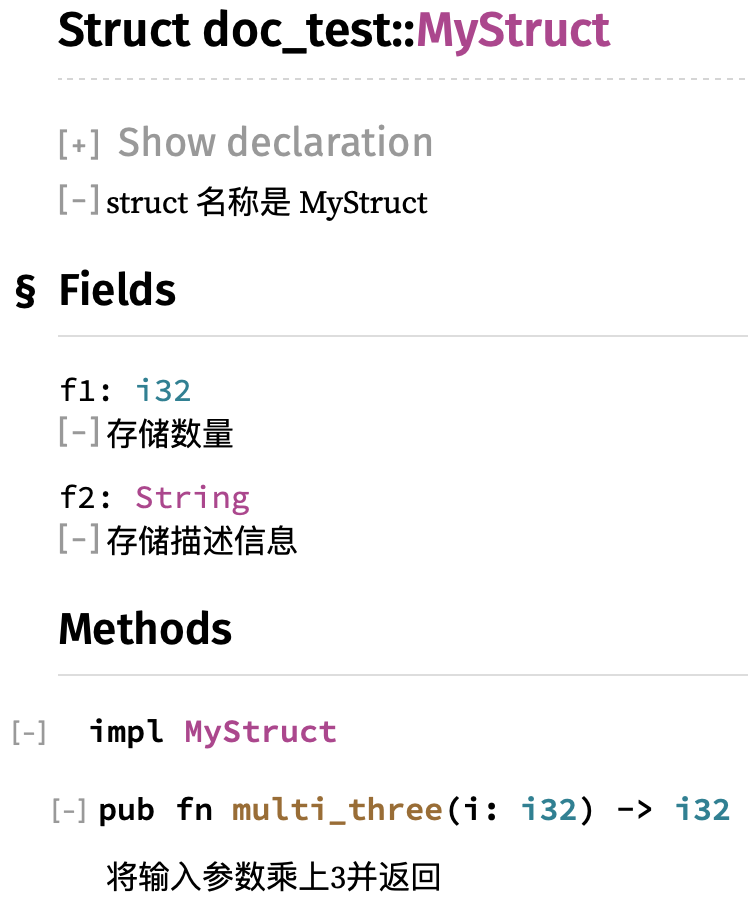 Struct doc_test::MyStruct
[+] Show declaration
[-] struct 名称是 MyStruct
§ Fields
f1: i32
[-] 存储数量
f2: String
[-] 存储描述信息
Methods
[-] impl MyStruct
[-] pub fn multi_three(i: i32) -> i32
将输入参数乘上3并返回